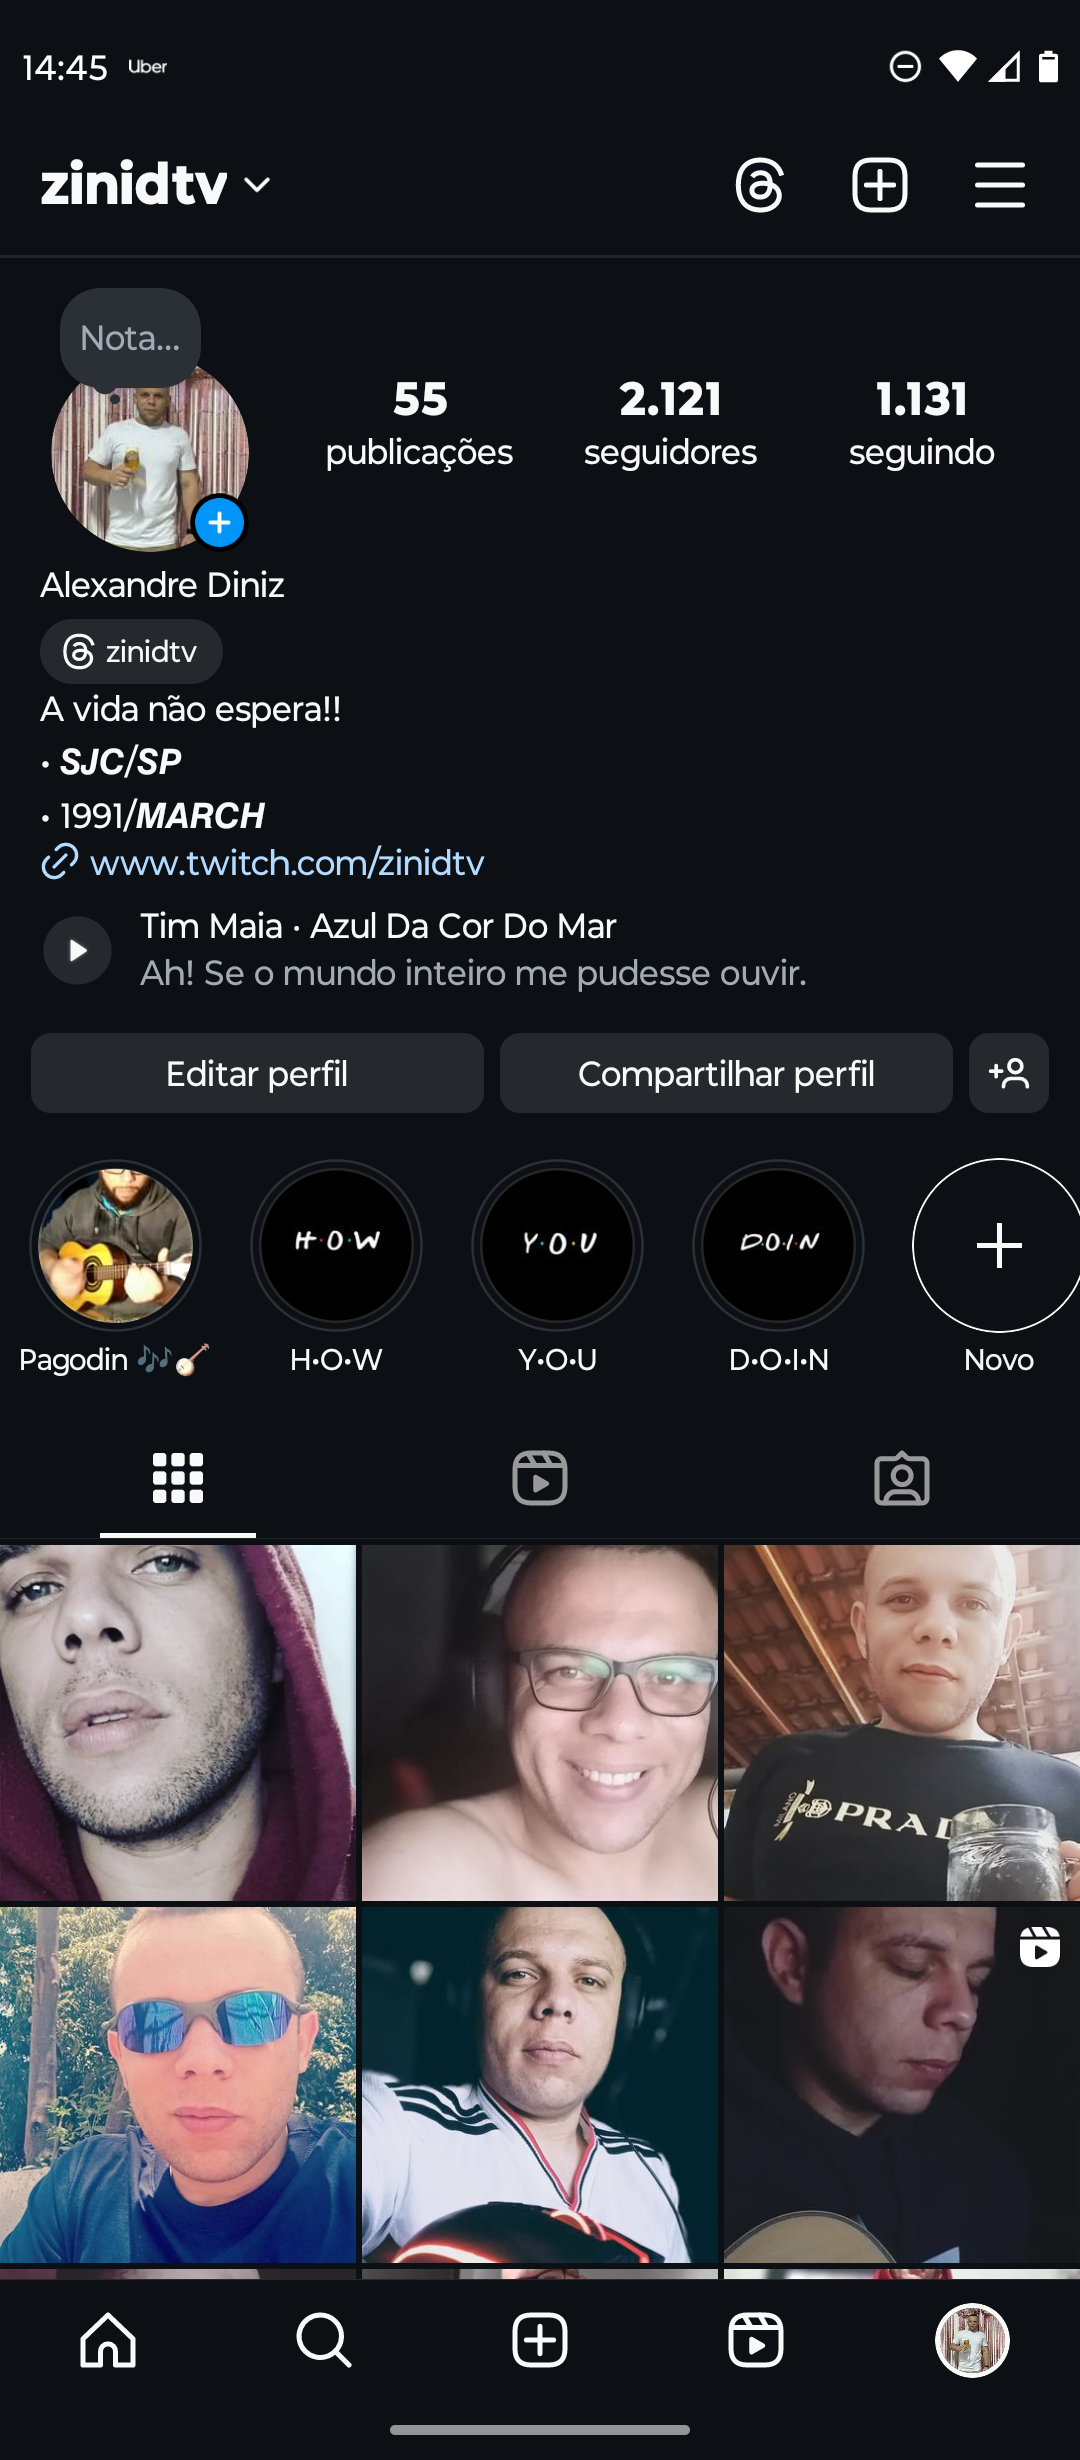 14:45 Uber
zinidtv
Nota...
55 2.121 1.131
publicações seguidores seguindo
Alexandre Diniz
zinidtv
A vida não espera!!
• SJC/SP
• 1991/MARCH
www.twitch.com/zinidtv
Tim Maia · Azul Da Cor Do Mar
Ah! Se o mundo inteiro me pudesse ouvir.
Editar perfil Compartilhar perfil
H·O·W Y·O·U D·O·I·N
Pagodin 🎶🪕 H•O•W Y•O•U D•O•I•N Novo
MILANO
PRAD